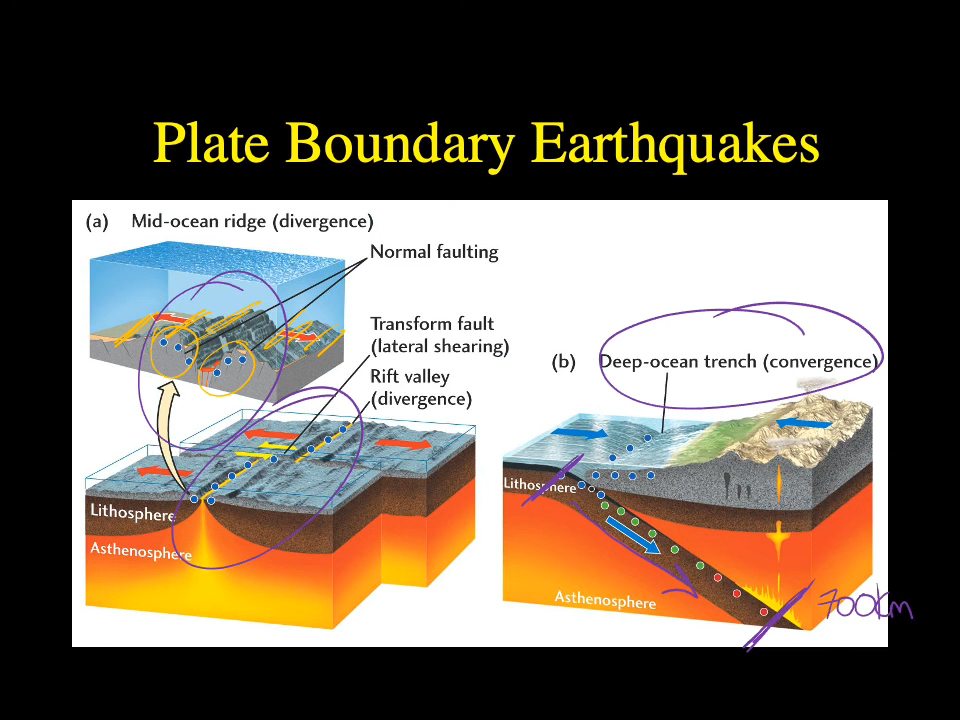 Plate Boundary Earthquakes
(a) Mid-ocean ridge (divergence)
Normal faulting
Transform fault
(lateral shearing)
Rift valley
(divergence)
Lithosphere
Asthenosphere
(b) Deep-ocean trench (convergence)
Lithosphere
Asthenosphere
700km